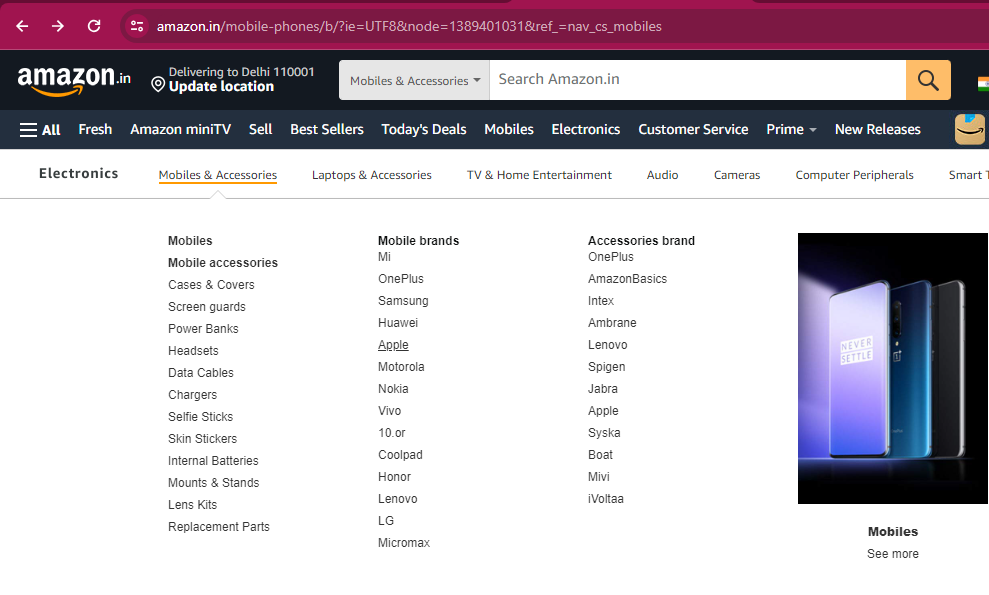 amazon.in/mobile-phones/b/?ie=UTF8&node=1389401031&ref_=nav_cs_mobiles
amazon.in
Delivering to Delhi 110001
Update location
Mobiles & Accessories
Search Amazon.in
All Fresh Amazon miniTV Sell Best Sellers Today's Deals Mobiles Electronics Customer Service Prime New Releases
Electronics Mobiles & Accessories Laptops & Accessories TV & Home Entertainment Audio Cameras Computer Peripherals Smart T
Mobiles
Mobile accessories
Cases & Covers
Screen guards
Power Banks
Headsets
Data Cables
Chargers
Selfie Sticks
Skin Stickers
Internal Batteries
Mounts & Stands
Lens Kits
Replacement Parts
Mobile brands
Mi
OnePlus
Samsung
Huawei
Apple
Motorola
Nokia
Vivo
10.or
Coolpad
Honor
Lenovo
LG
Micromax
Accessories brand
OnePlus
AmazonBasics
Intex
Ambrane
Lenovo
Spigen
Jabra
Apple
Syska
Boat
Mivi
iVoltaa
NEVER
SETTLE
Mobiles
See more